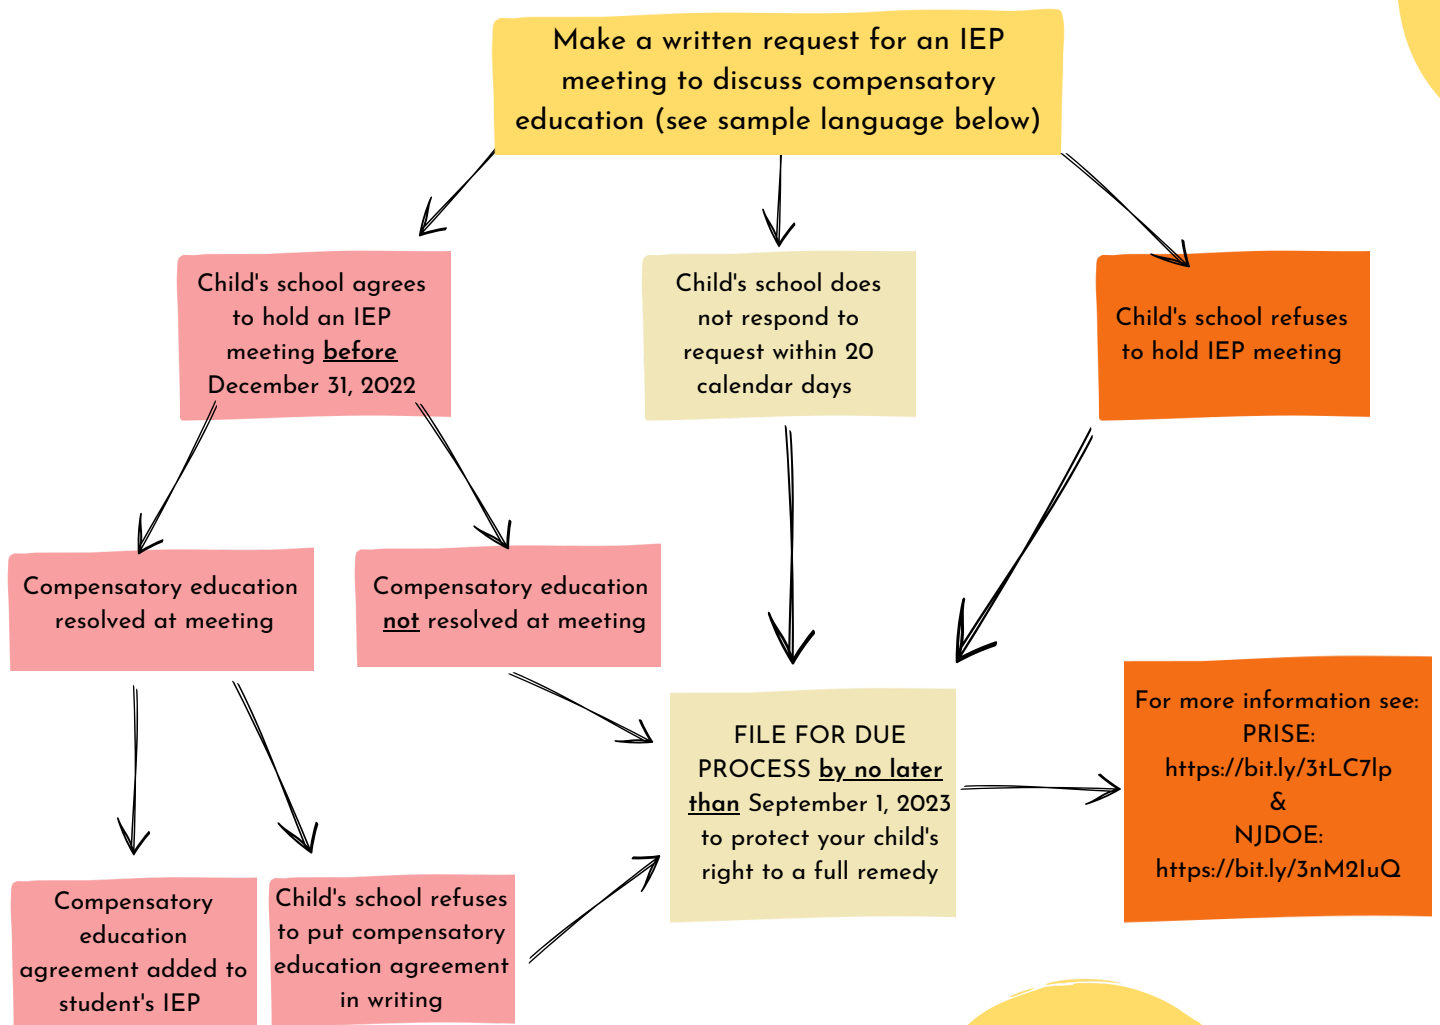 Make a written request for an IEP
meeting to discuss compensatory
education (see sample language below)
Child's school agrees
to hold an IEP
meeting before
December 31, 2022
Child's school does
not respond to
request within 20
calendar days
Child's school refuses
to hold IEP meeting
Compensatory education
resolved at meeting
Compensatory education
not resolved at meeting
FILE FOR DUE
PROCESS by no later
than September 1, 2023
to protect your child's
right to a full remedy
For more information see:
PRISE:
https://bit.ly/3tLC7lp
&
NJDOE:
https://bit.ly/3nM2IuQ
Compensatory
education
agreement added to
student's IEP
Child's school refuses
to put compensatory
education agreement
in writing